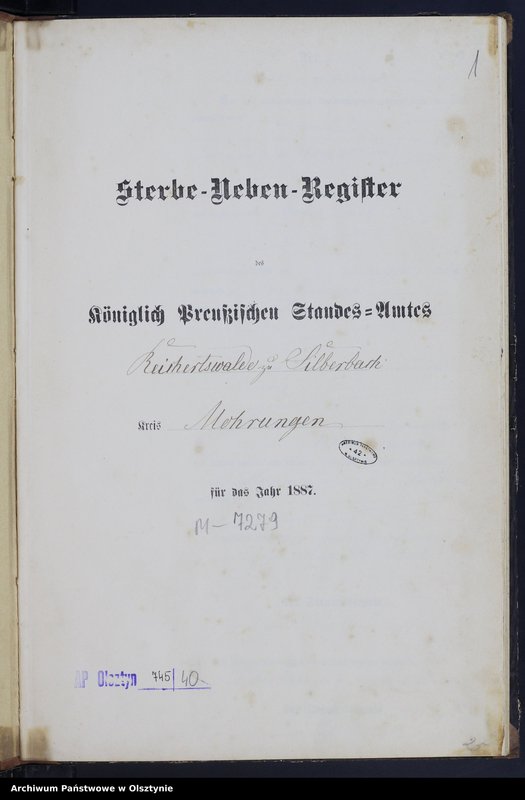 1
Sterbe-Neben-Register
des
Königlich Preußischen Standes-Amtes
Reichertswalde zu Silberbach
Kreis Mohrungen
42
für das Jahr 1887.
M-7279
AP Olsztyn 745/40-
Archiwum Państwowe w Olsztynie